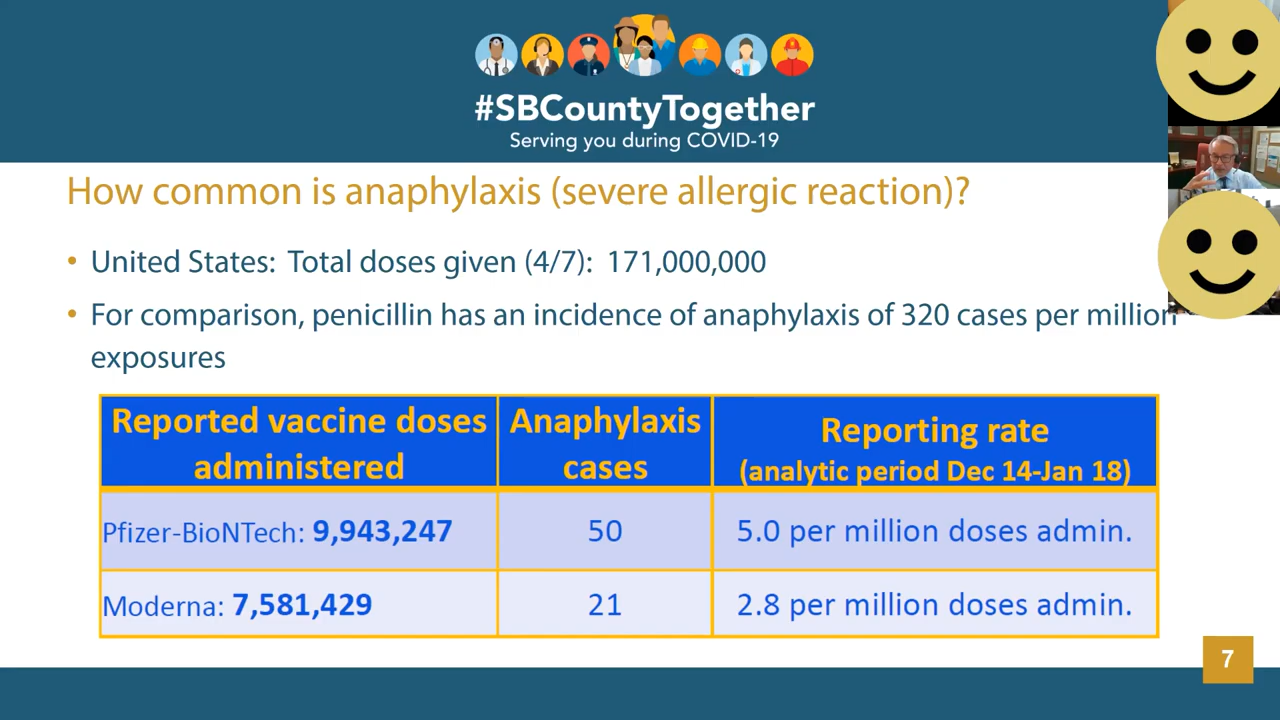 #SBCountyTogether
Serving you during COVID-19
How common is anaphylaxis (severe allergic reaction)?
• United States: Total doses given (4/7): 171,000,000
• For comparison, penicillin has an incidence of anaphylaxis of 320 cases per million
exposures
Reported vaccine doses
administered
Anaphylaxis
cases
Reporting rate
(analytic period Dec 14-Jan 18)
Pfizer-BioNTech: 9,943,247
50
5.0 per million doses admin.
Moderna: 7,581,429
21
2.8 per million doses admin.
7